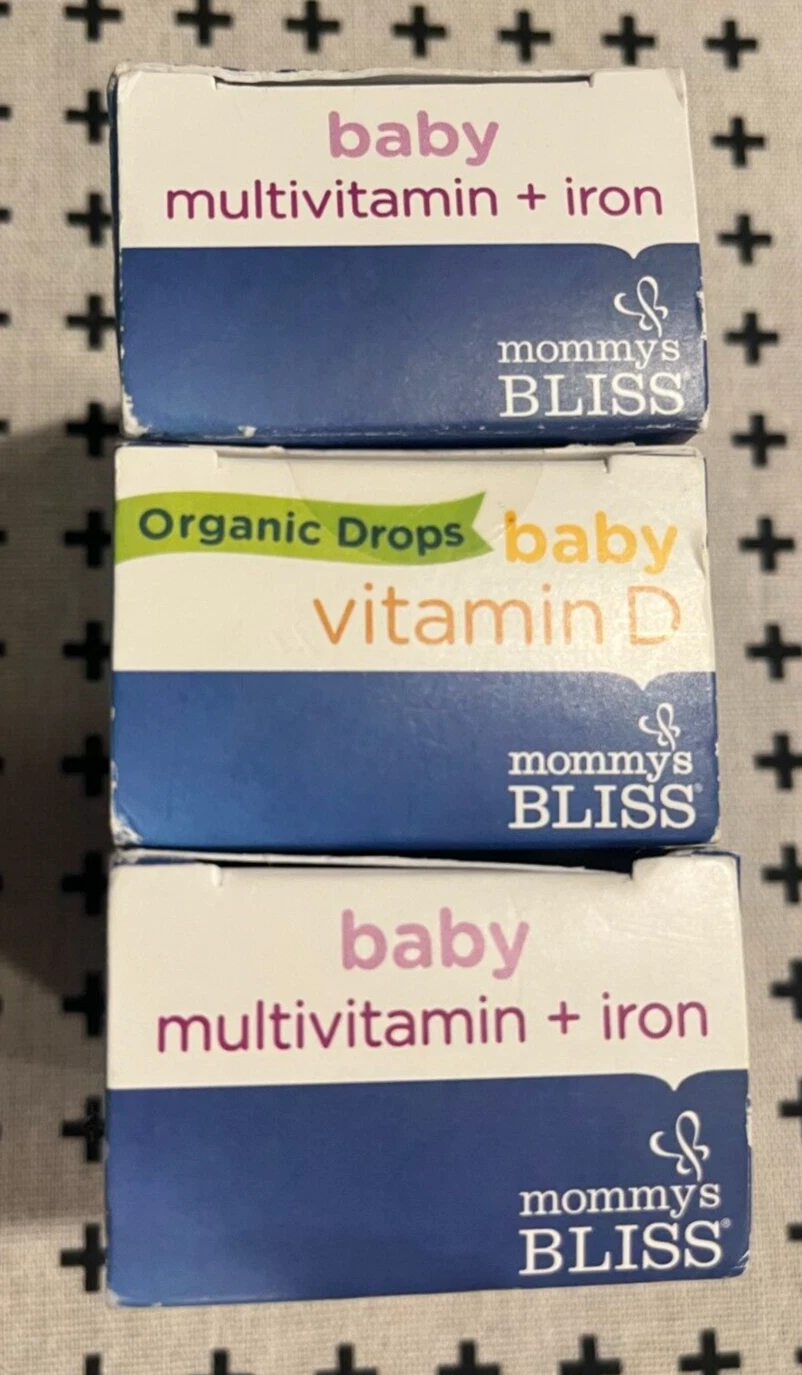 baby
multivitamin + iron
mommy's
BLISS®
Organic Drops baby
vitamin D
mommy's
BLISS®
baby
multivitamin + iron
mommy's
BLISS®